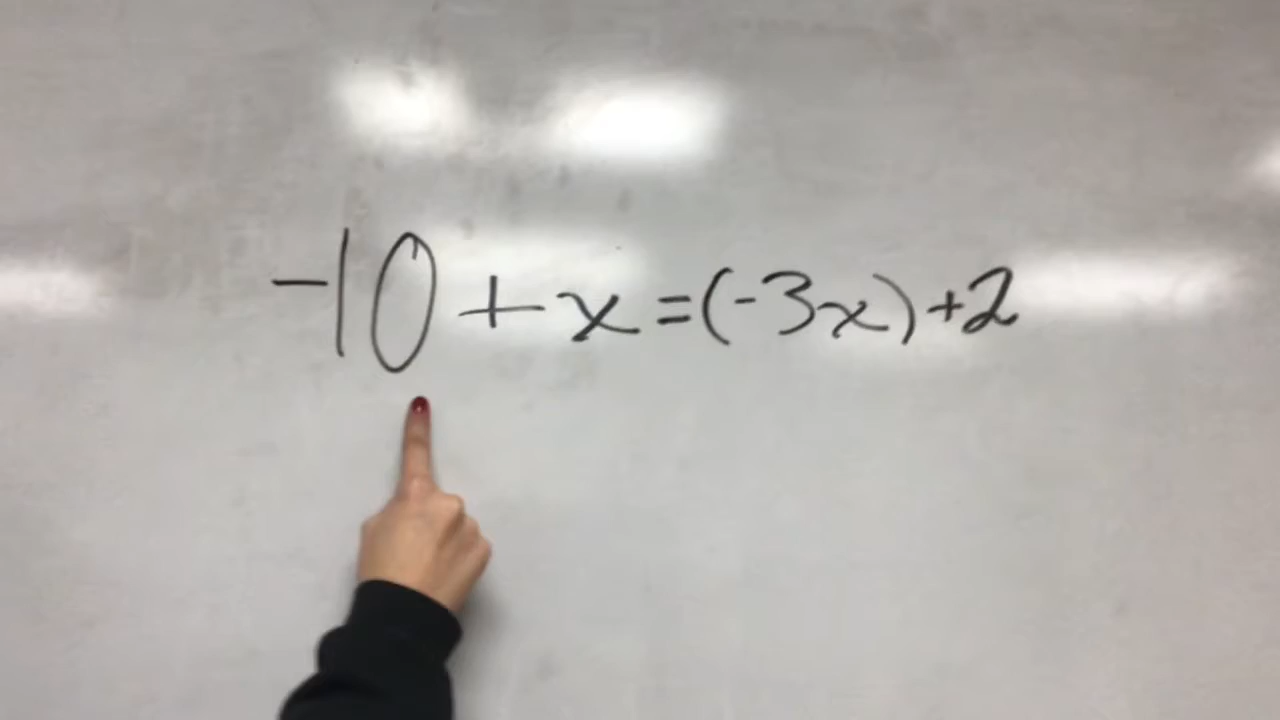 -10 + x = (-3x) + 2